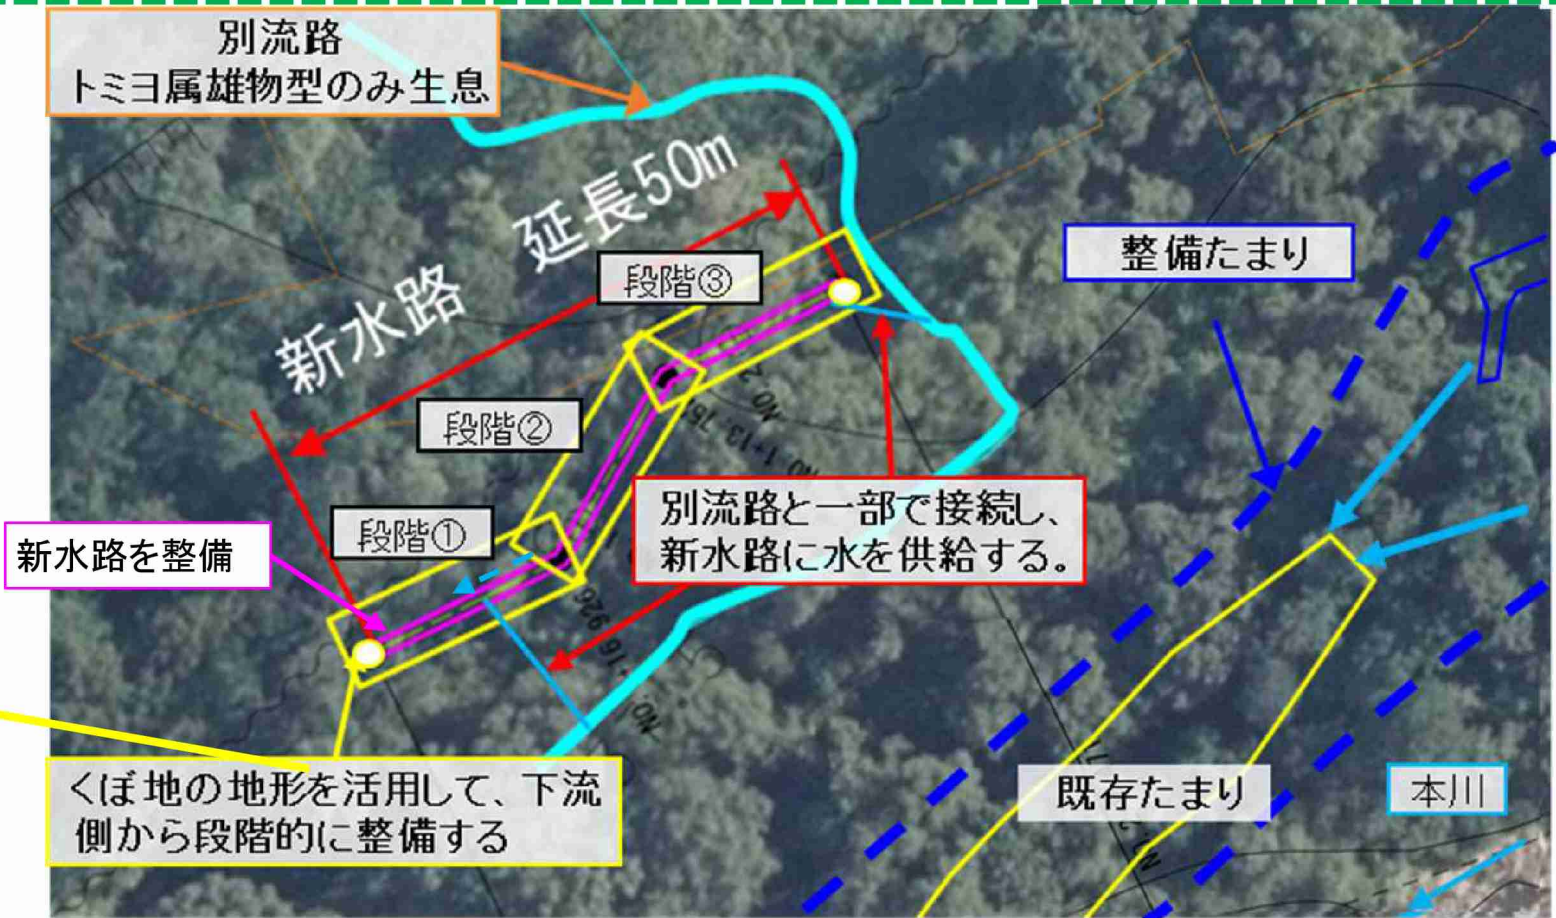 別流路
トミヨ属雄物型のみ生息
新水路 延長50m
段階③
整備たまり
段階②
段階①
別流路と一部で接続し、
新水路に水を供給する。
新水路を整備
くぼ地の地形を活用して、下流
側から段階的に整備する
既存たまり
本川